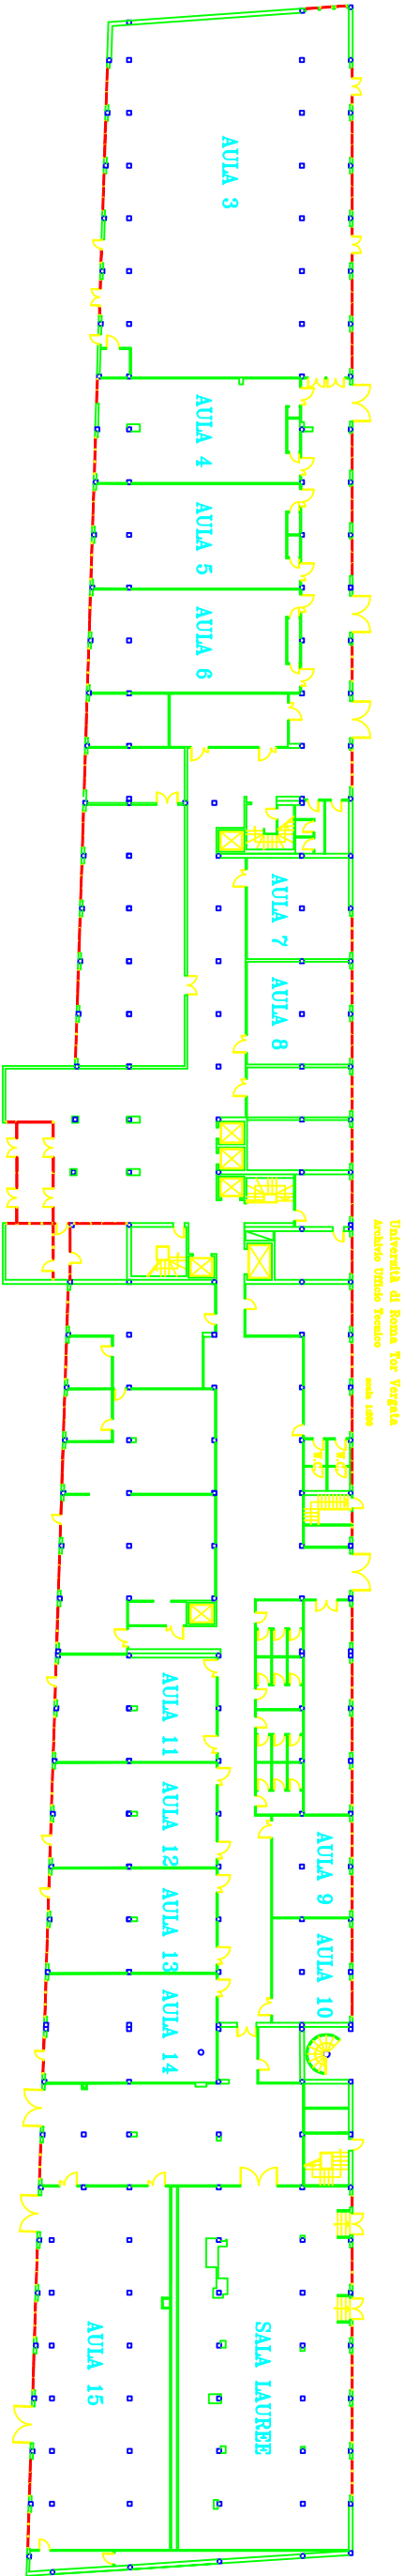 AULA 3
AULA 4
AULA 5
AULA 6
AULA 7
AULA 8
Università di Roma Tor Vergata
Archivio Ufficio Tecnico
AULA 11
AULA 12
AULA 9
AULA 13
AULA 10
AULA 14
AULA 15
SALA LAUREE